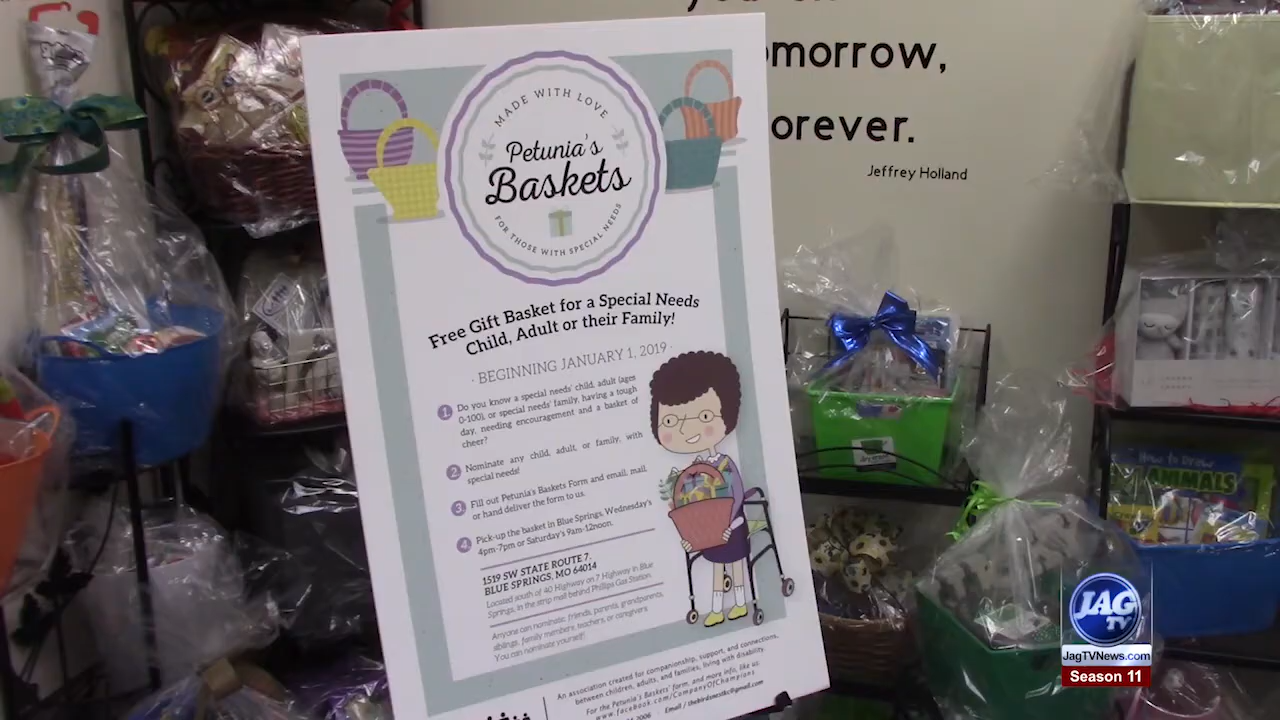 omorrow,
orever.
Jeffrey Holland
MADE WITH LOVE
Petunia's
Baskets
FOR THOSE WITH SPECIAL NEEDS
Free Gift Basket for a Special Needs
Child, Adult or their Family!
· BEGINNING JANUARY 1, 2019 ·
1. Do you know a special needs' child, adult (ages
0-100), or special needs' family, having a tough
day, needing encouragement and a basket of
cheer?
2 Nominate any child, adult, or family, with
special needs!
3. Fill out Petunia's Baskets Form and email, mail,
or hand deliver the form to us.
4. Pick-up the basket in Blue Springs, Wednesday's
4pm-7pm or Saturday's 9am-12noon.
1519 SW STATE ROUTE 7,
BLUE SPRINGS, MO 64014
Located south of 40 Highway on 7 Highway in Blue
Springs, in the strip mall behind Phillips Gas Station.
Anyone can nominate: friends, parents, grandparents,
siblings, family members, teachers, or caregivers.
You can nominate yourself!
An association created for companionship, support, and connections,
between children, adults, and families, living with disability.
For the Petunia's Baskets' form, and more info, like us:
www.facebook.com/CompanyOfChampions
2006 Email / thebirdsnestkc@gmail.com
How to Draw
ANIMALS
JAG
TV
JagTVNews.com
Season 11